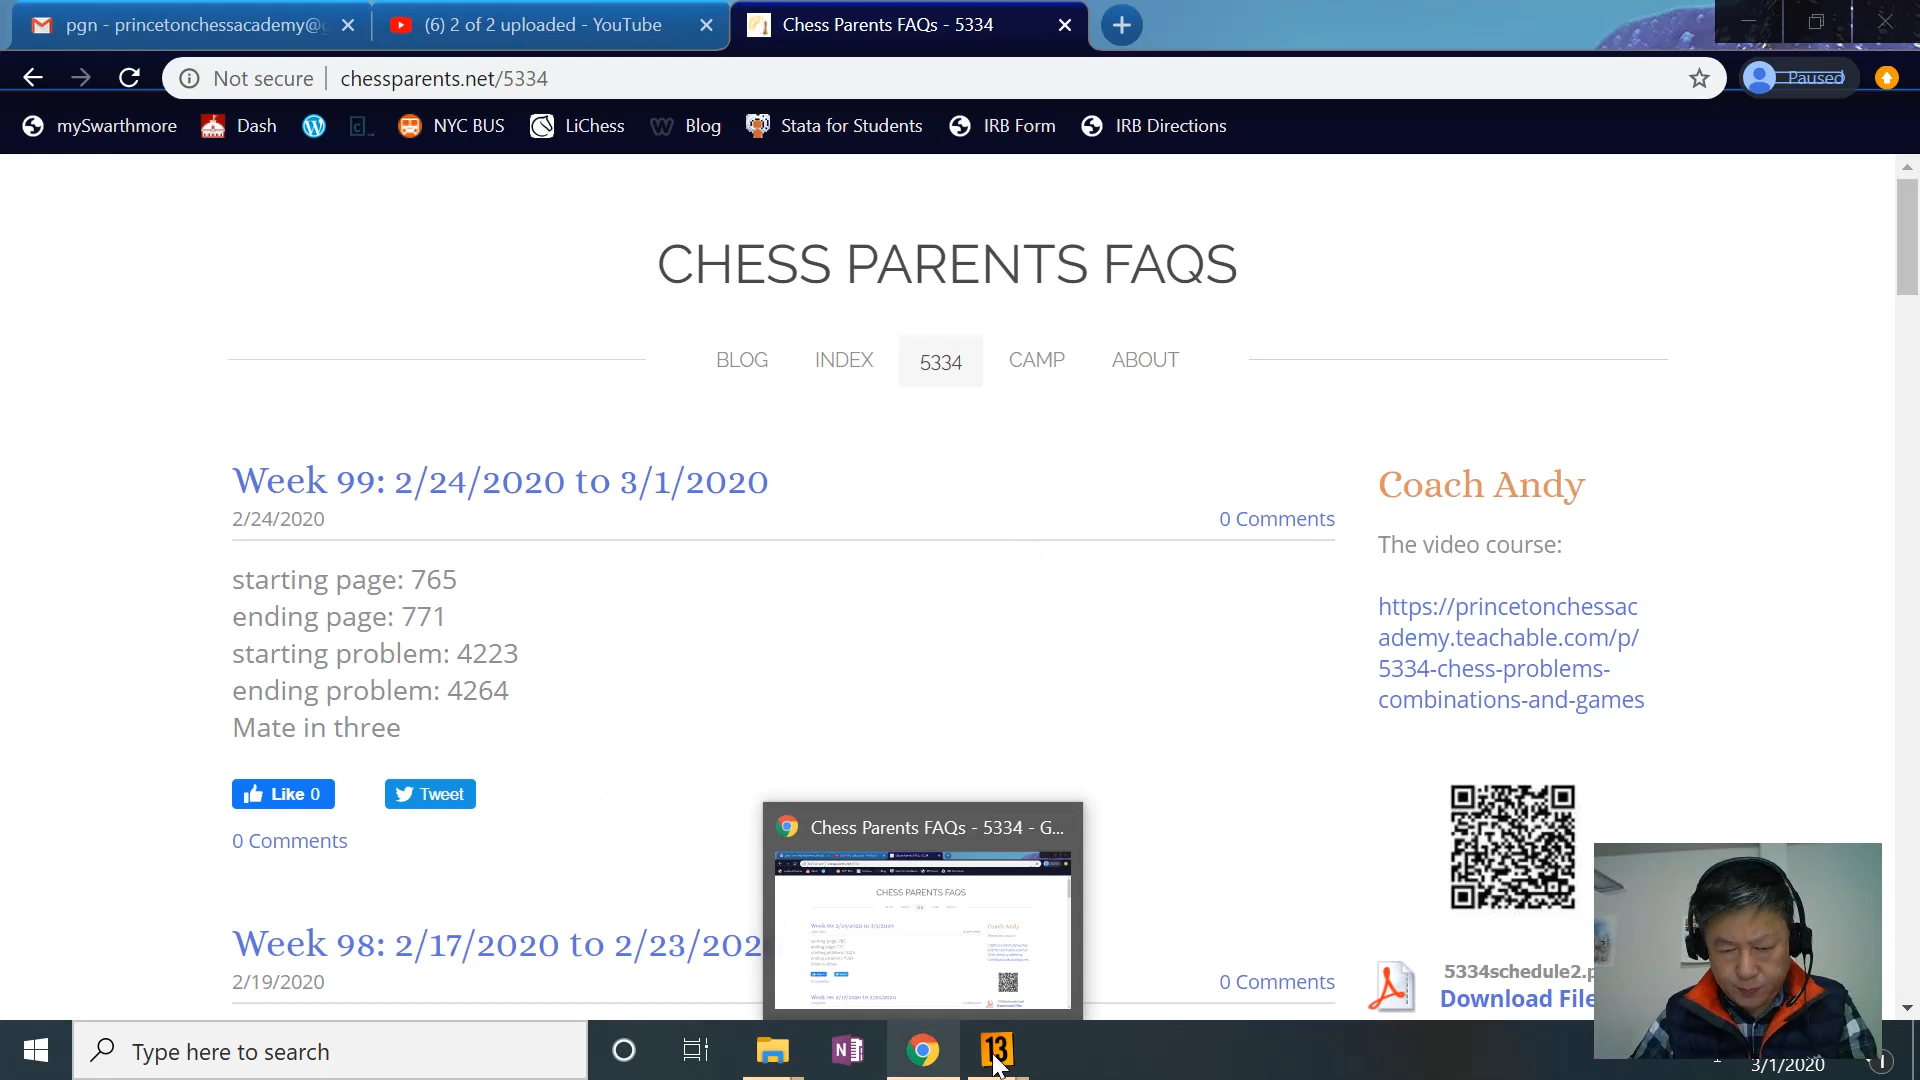 pgn - princetonchessacademy@g
(6) 2 of 2 uploaded - YouTube
Chess Parents FAQs - 5334
Not secure
chessparents.net/5334
Paused
mySwarthmore
Dash
NYC BUS
LiChess
Blog
Stata for Students
IRB Form
IRB Directions
CHESS PARENTS FAQS
BLOG
INDEX
5334
CAMP
ABOUT
Week 99: 2/24/2020 to 3/1/2020
2/24/2020
0 Comments
starting page: 765
ending page: 771
starting problem: 4223
ending problem: 4264
Mate in three
Like 0
Tweet
0 Comments
Week 98: 2/17/2020 to 2/23/202
2/19/2020
0 Comments
Coach Andy
The video course:
https://princetonchessac
ademy.teachable.com/p/
5334-chess-problems-
combinations-and-games
5334schedule2.p
Download File
Chess Parents FAQs - 5334 - G...
CHESS PARENTS FAQS
Type here to search
13
3/1/2020